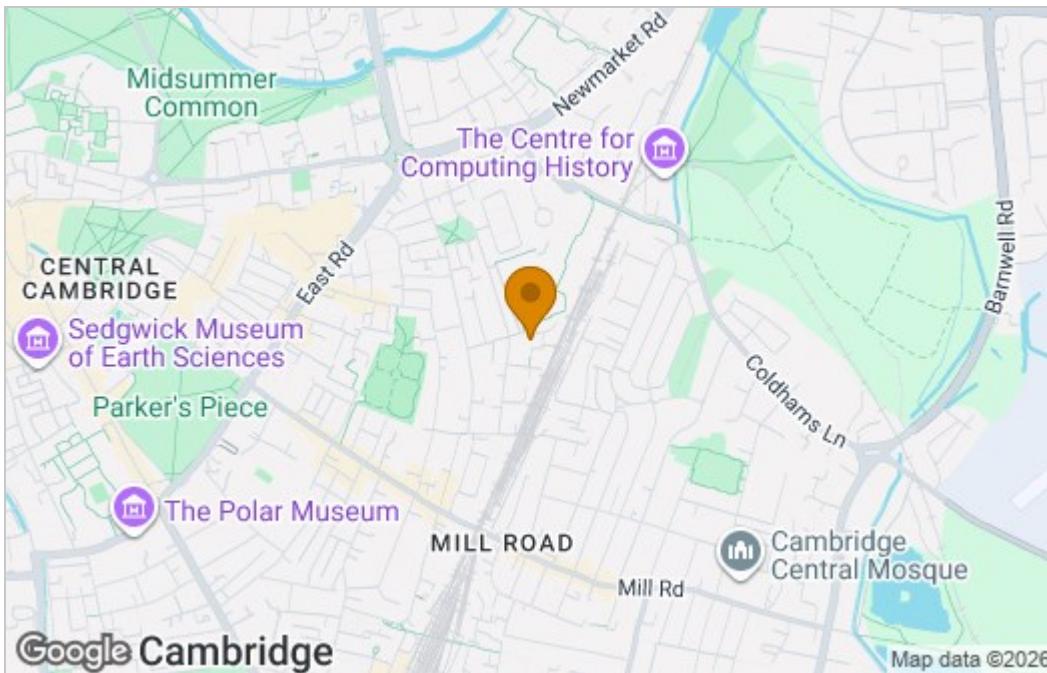 Newmarket Rd
Midsummer
Common
The Centre for
Computing History
East Rd
Barnwell Rd
CENTRAL
CAMBRIDGE
Sedgwick Museum
of Earth Sciences
Parker's Piece
Coldhams Ln
The Polar Museum
MILL ROAD
Cambridge
Central Mosque
Mill Rd
Google Cambridge
Map data ©2026